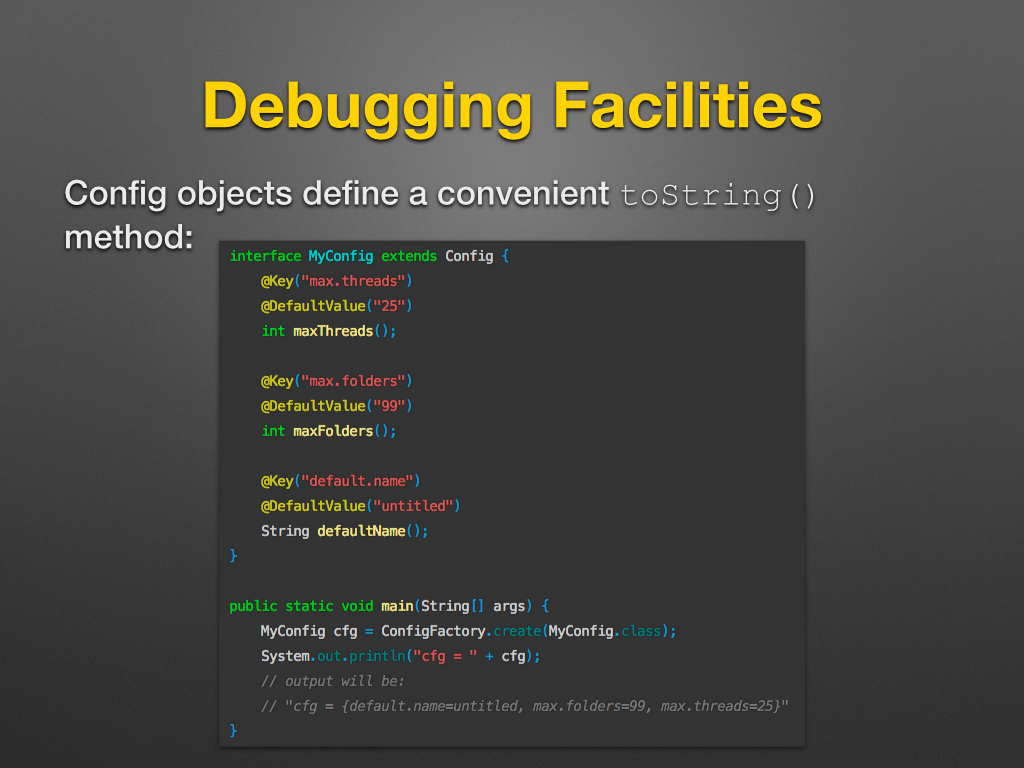 Debugging Facilities
Config objects define a convenient toString()
method:
interface MyConfig extends Config {
    @Key("max.threads")
    @DefaultValue("25")
    int maxThreads();

    @Key("max.folders")
    @DefaultValue("99")
    int maxFolders();

    @Key("default.name")
    @DefaultValue("untitled")
    String defaultName();
}

public static void main(String[] args) {
    MyConfig cfg = ConfigFactory.create(MyConfig.class);
    System.out.println("cfg = " + cfg);
    // output will be:
    // "cfg = {default.name=untitled, max.folders=99, max.threads=25}"
}